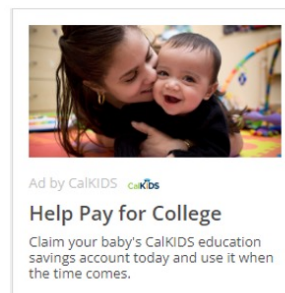 Ad by CalKIDS CalKIDS
Help Pay for College
Claim your baby's CalKIDS education
savings account today and use it when
the time comes.